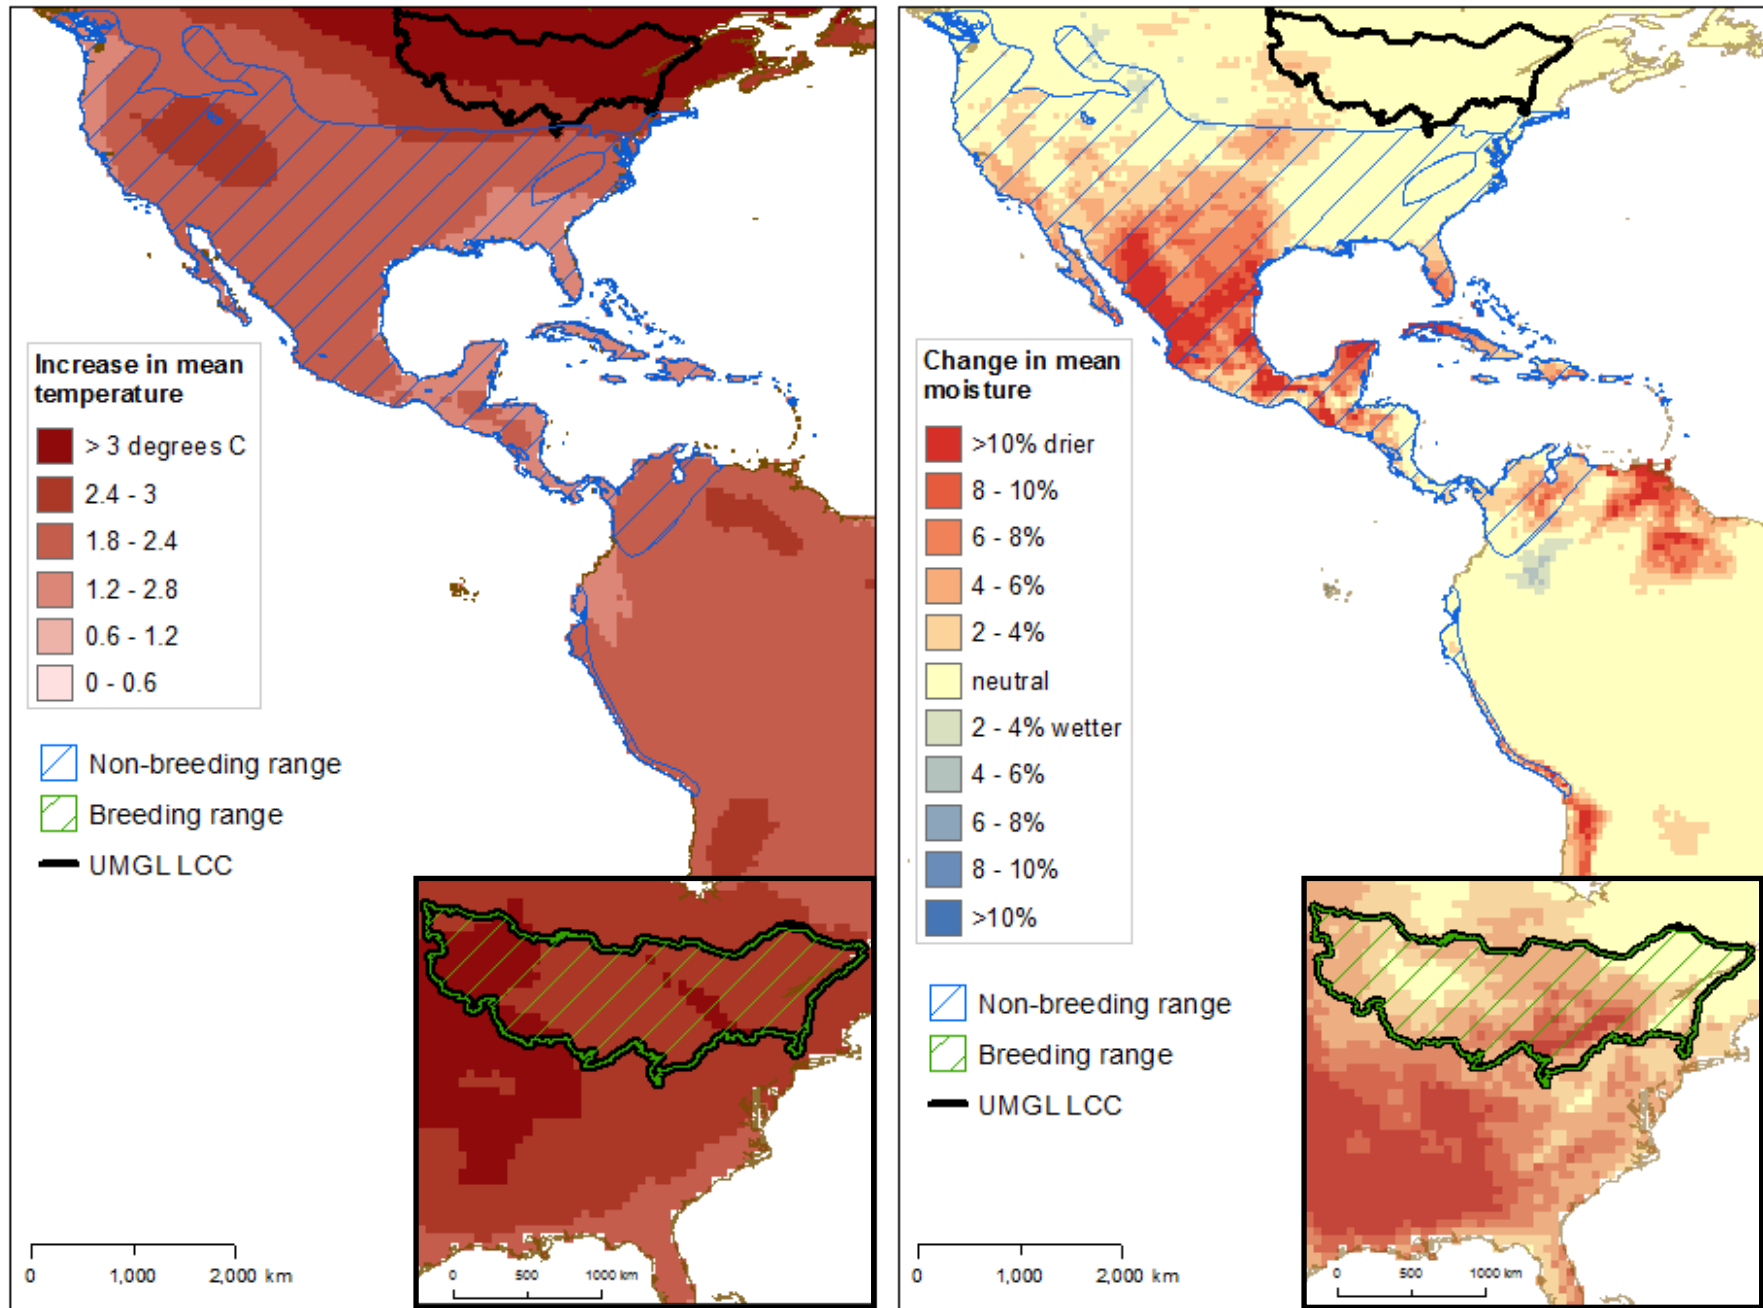 Increase in mean
temperature
> 3 degrees C
2.4 - 3
1.8 - 2.4
1.2 - 2.8
0.6 - 1.2
0 - 0.6
Non-breeding range
Breeding range
UMGL LCC
0 1,000 2,000 km
0 500 1000 km
Change in mean
moisture
>10% drier
8 - 10%
6 - 8%
4 - 6%
2 - 4%
neutral
2 - 4% wetter
4 - 6%
6 - 8%
8 - 10%
>10%
Non-breeding range
Breeding range
UMGL LCC
0 1,000 2,000 km
0 500 1000 km